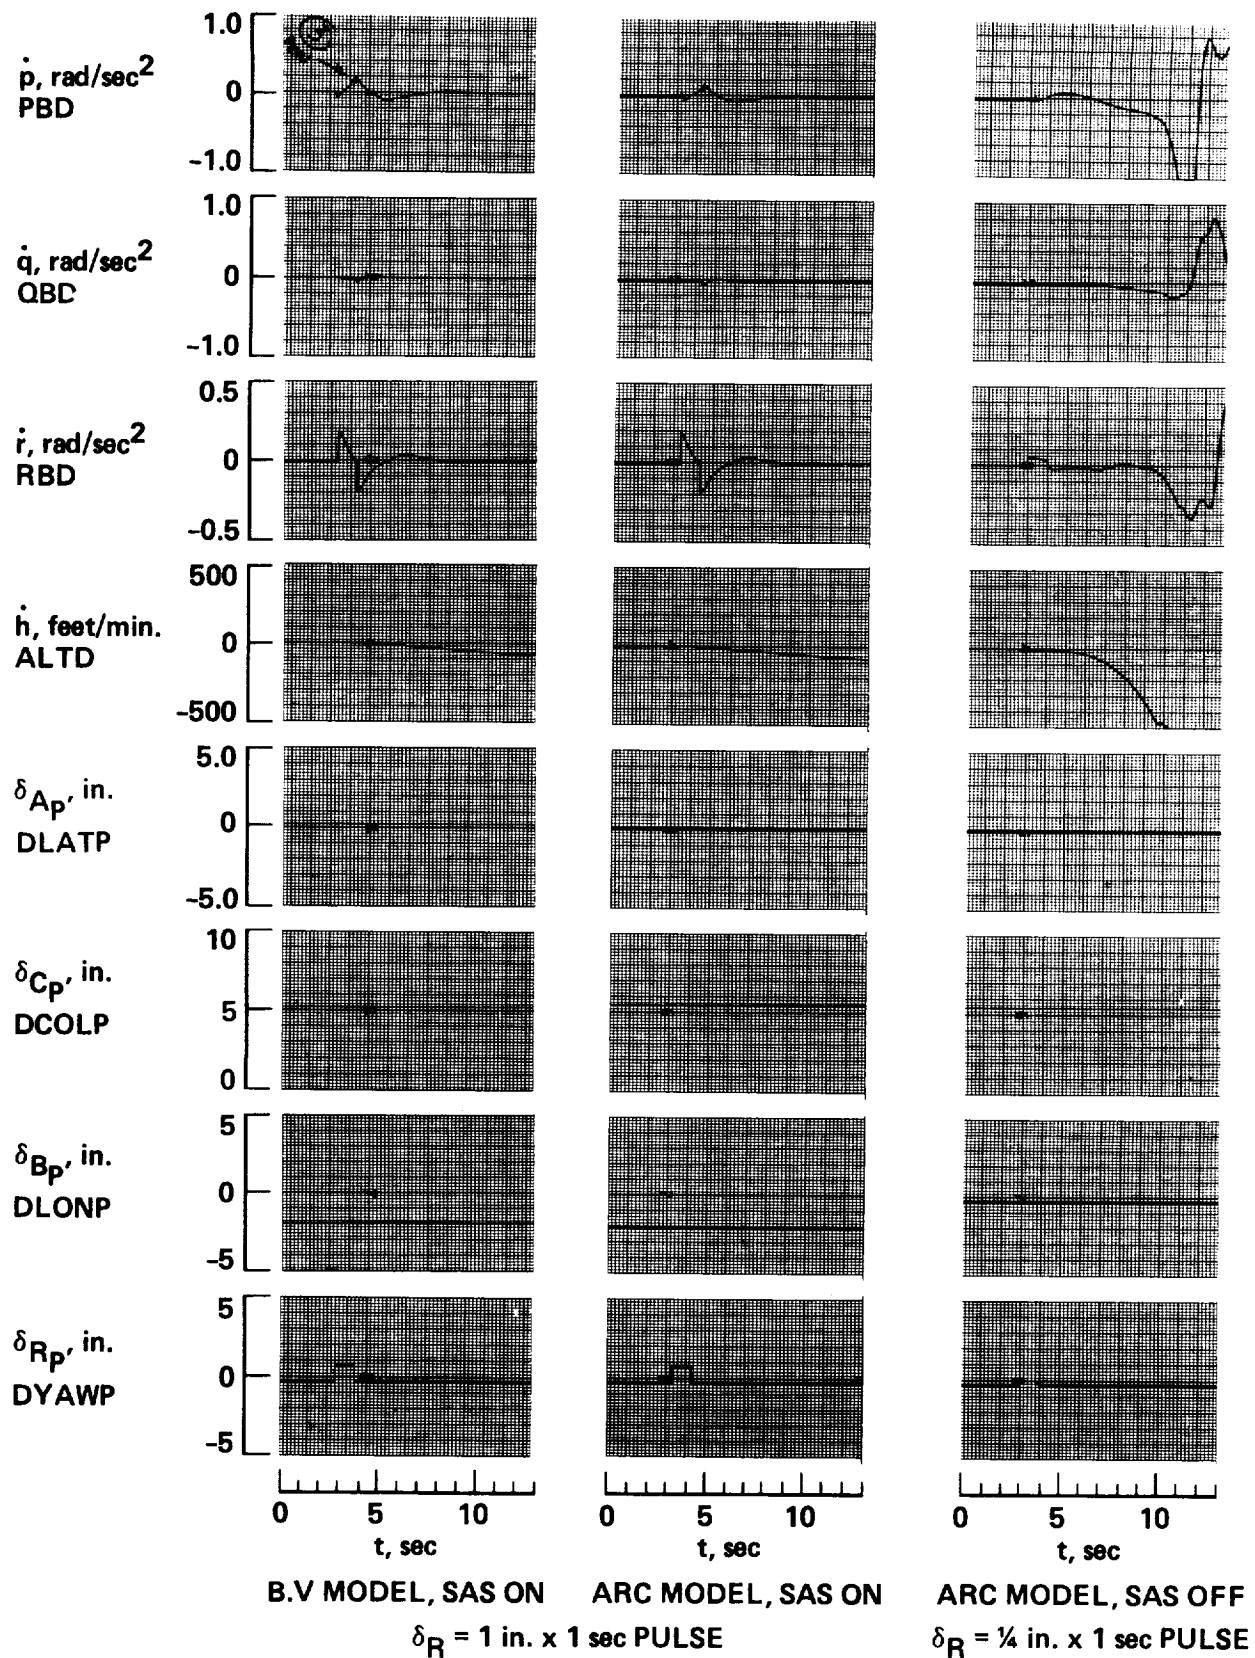 1.0
ṗ, rad/sec²
0
PBD
-1.0
1.0
q̇, rad/sec²
0
QBD
-1.0
0.5
ṙ, rad/sec²
0
RBD
-0.5
500
ḣ, feet/min.
0
ALTD
-500
5.0
δAp, in.
0
DLATP
-5.0
10
δCp, in.
5
DCOLP
0
5
δBp, in.
0
DLONP
-5
5
δRp, in.
0
DYAWP
-5
0 5 10 0 5 10 0 5 10
t, sec t, sec t, sec
B.V MODEL, SAS ON ARC MODEL, SAS ON ARC MODEL, SAS OFF
δR = 1 in. x 1 sec PULSE δR = ¼ in. x 1 sec PULSE